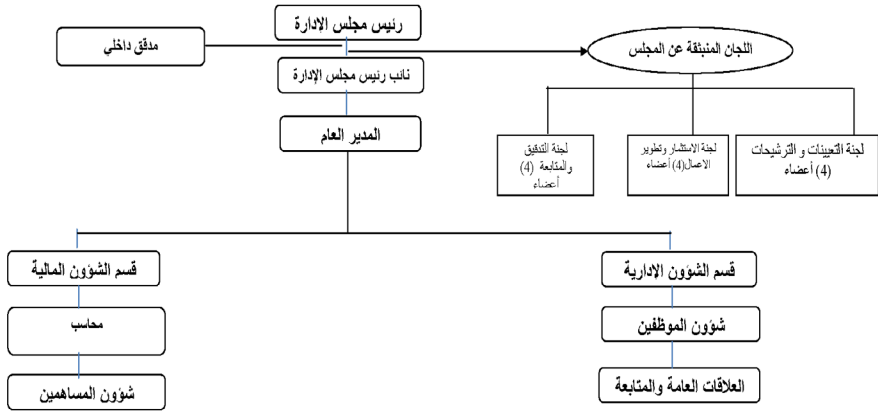 رئيس مجلس الإدارة
مدقق داخلي
اللجان المنبثقة عن المجلس
نائب رئيس مجلس الإدارة
المدير العام
لجنة التعيينات و الترشيحات
(4) أعضاء
لجنة الاستثمار وتطوير
الاعمال(4) أعضاء
لجنة التدقيق
والمتابعة (4)
أعضاء
قسم الشؤون الإدارية
قسم الشؤون المالية
شؤون الموظفين
محاسب
العلاقات العامة والمتابعة
شؤون المساهمين